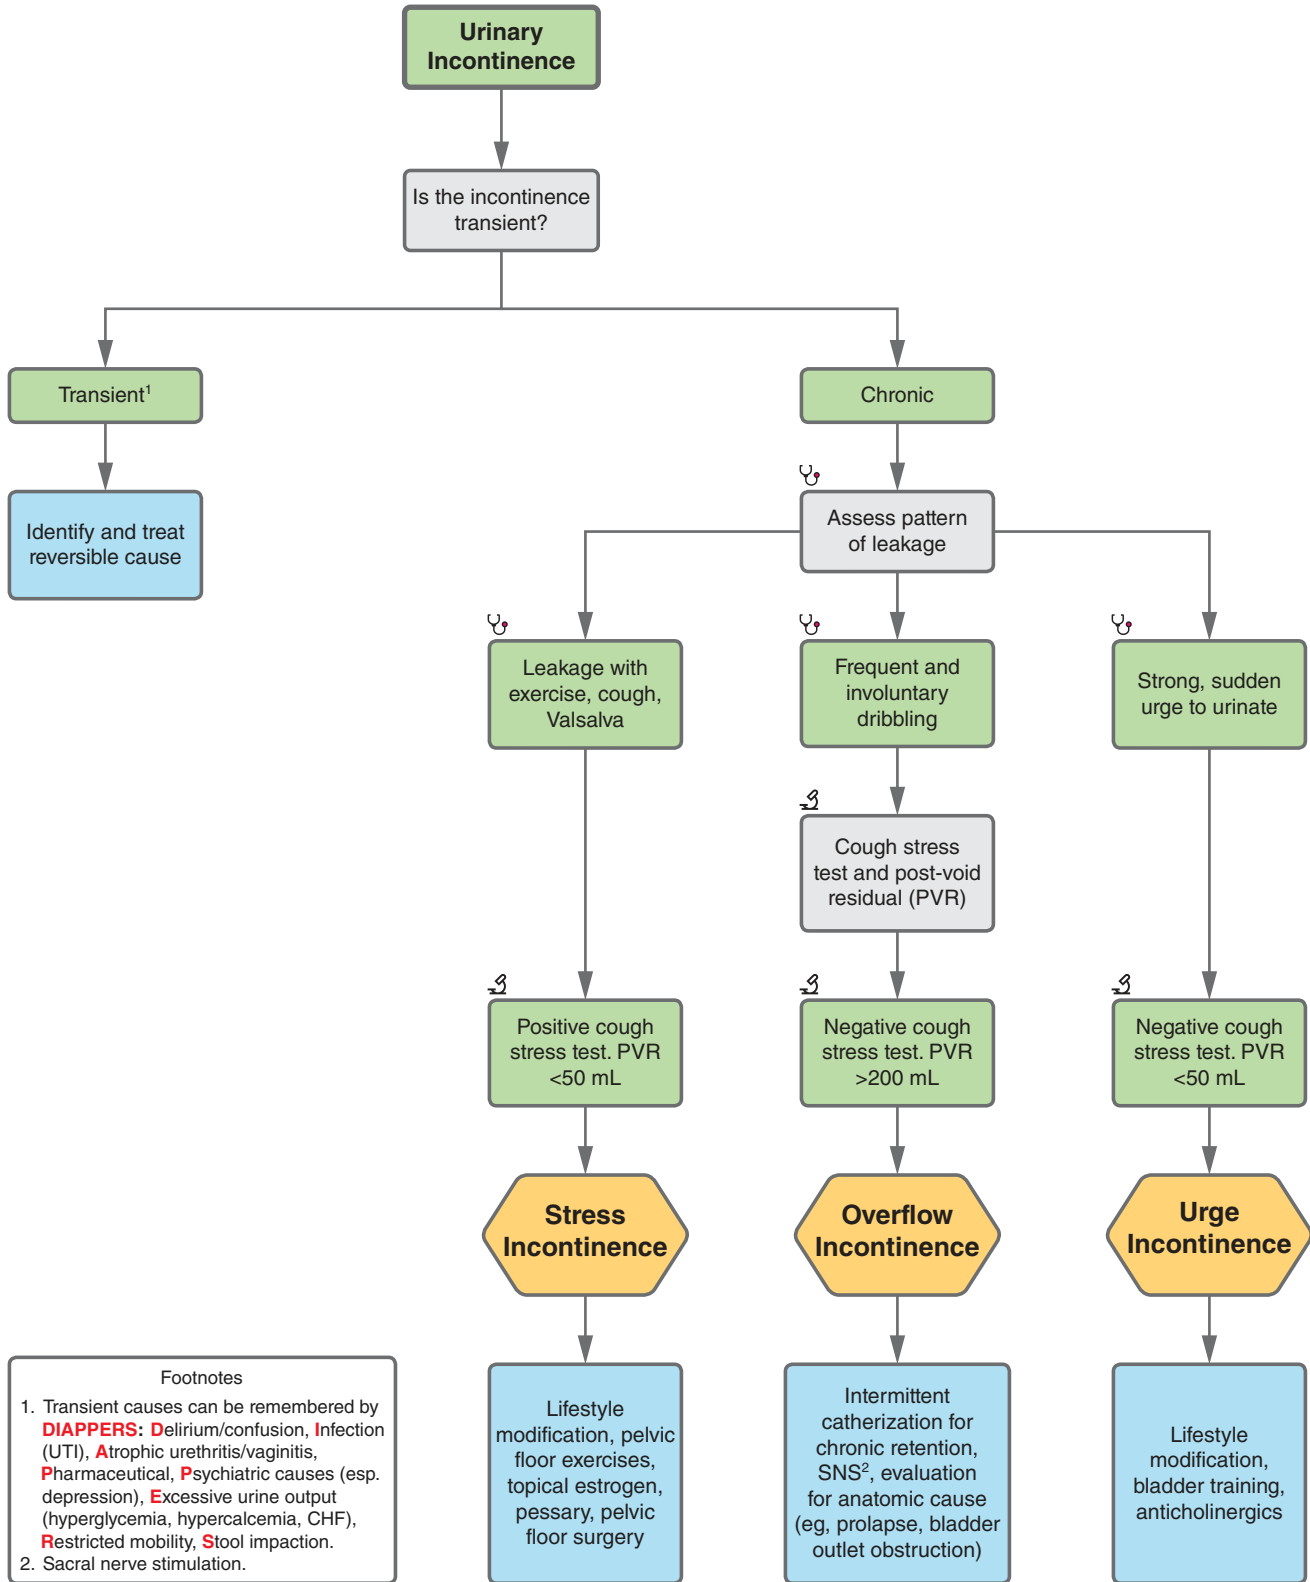 Urinary
Incontinence
Is the incontinence
transient?
Transient¹
Chronic
Identify and treat
reversible cause
Assess pattern
of leakage
Leakage with
exercise, cough,
Valsalva
Frequent and
involuntary
dribbling
Strong, sudden
urge to urinate
Cough stress
test and post-void
residual (PVR)
Positive cough
stress test. PVR
<50 mL
Negative cough
stress test. PVR
>200 mL
Negative cough
stress test. PVR
<50 mL
Stress
Incontinence
Overflow
Incontinence
Urge
Incontinence
Lifestyle
modification, pelvic
floor exercises,
topical estrogen,
pessary, pelvic
floor surgery
Intermittent
catherization for
chronic retention,
SNS², evaluation
for anatomic cause
(eg, prolapse, bladder
outlet obstruction)
Lifestyle
modification,
bladder training,
anticholinergics
Footnotes
1. Transient causes can be remembered by
DIAPPERS: Delirium/confusion, Infection
(UTI), Atrophic urethritis/vaginitis,
Pharmaceutical, Psychiatric causes (esp.
depression), Excessive urine output
(hyperglycemia, hypercalcemia, CHF),
Restricted mobility, Stool impaction.
2. Sacral nerve stimulation.